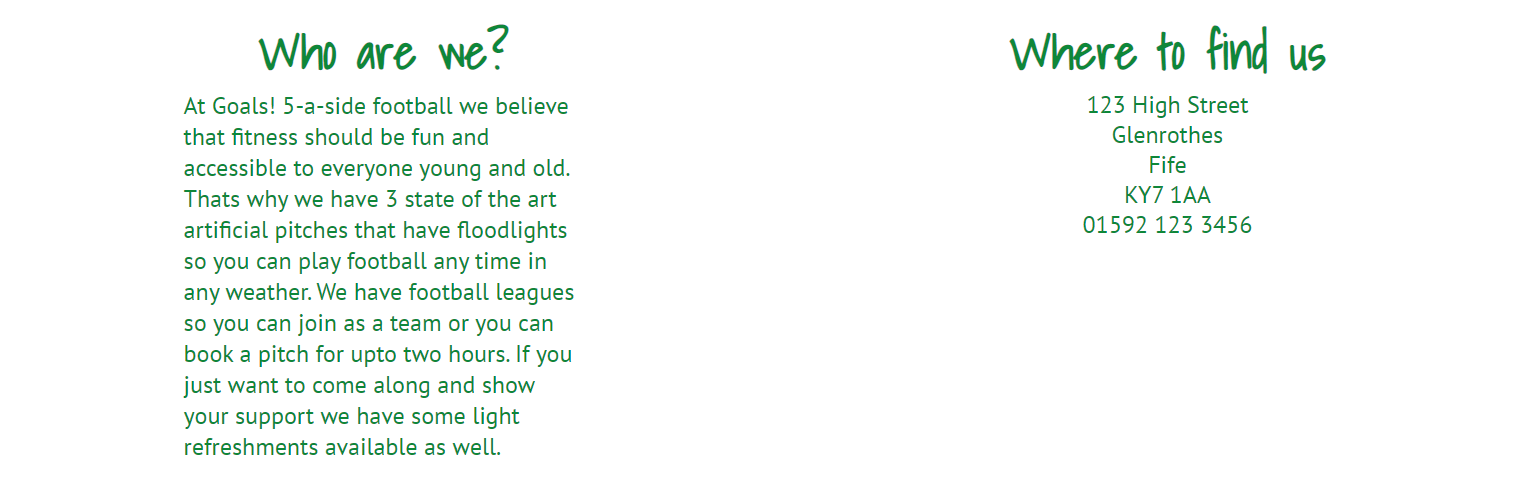 Who are we?
At Goals! 5-a-side football we believe
that fitness should be fun and
accessible to everyone young and old.
Thats why we have 3 state of the art
artificial pitches that have floodlights
so you can play football any time in
any weather. We have football leagues
so you can join as a team or you can
book a pitch for upto two hours. If you
just want to come along and show
your support we have some light
refreshments available as well.
Where to find us
123 High Street
Glenrothes
Fife
KY7 1AA
01592 123 3456